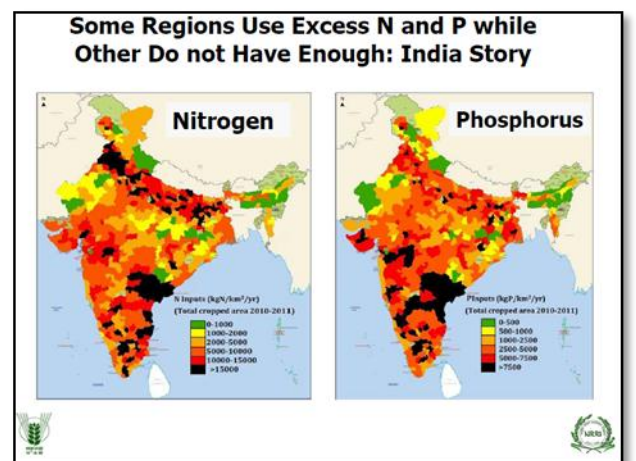 Some Regions Use Excess N and P while
Other Do not Have Enough: India Story
Nitrogen
N Inputs (kgN/km²/yr)
(Total cropped area 2010-2011)
0-1000
1000-2000
2000-5000
5000-10000
10000-15000
>15000
Phosphorus
P Inputs (kgP/km²/yr)
(Total cropped area 2010-2011)
0-500
500-1000
1000-2500
2500-5000
5000-7500
>7500
NRRI